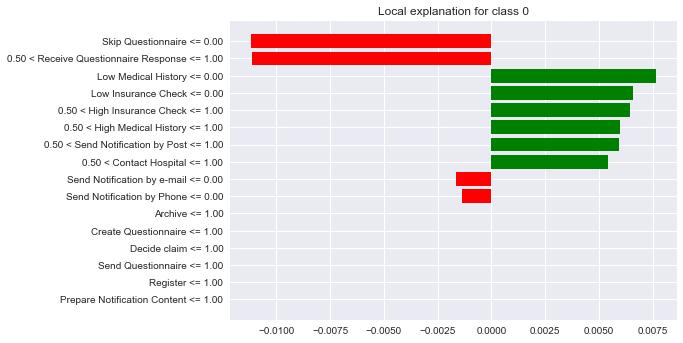 Local explanation for class 0
Skip Questionnaire <= 0.00
0.50 < Receive Questionnaire Response <= 1.00
Low Medical History <= 0.00
Low Insurance Check <= 0.00
0.50 < High Insurance Check <= 1.00
0.50 < High Medical History <= 1.00
0.50 < Send Notification by Post <= 1.00
0.50 < Contact Hospital <= 1.00
Send Notification by e-mail <= 0.00
Send Notification by Phone <= 0.00
Archive <= 1.00
Create Questionnaire <= 1.00
Decide claim <= 1.00
Send Questionnaire <= 1.00
Register <= 1.00
Prepare Notification Content <= 1.00
−0.0100 −0.0075 −0.0050 −0.0025 0.0000 0.0025 0.0050 0.0075